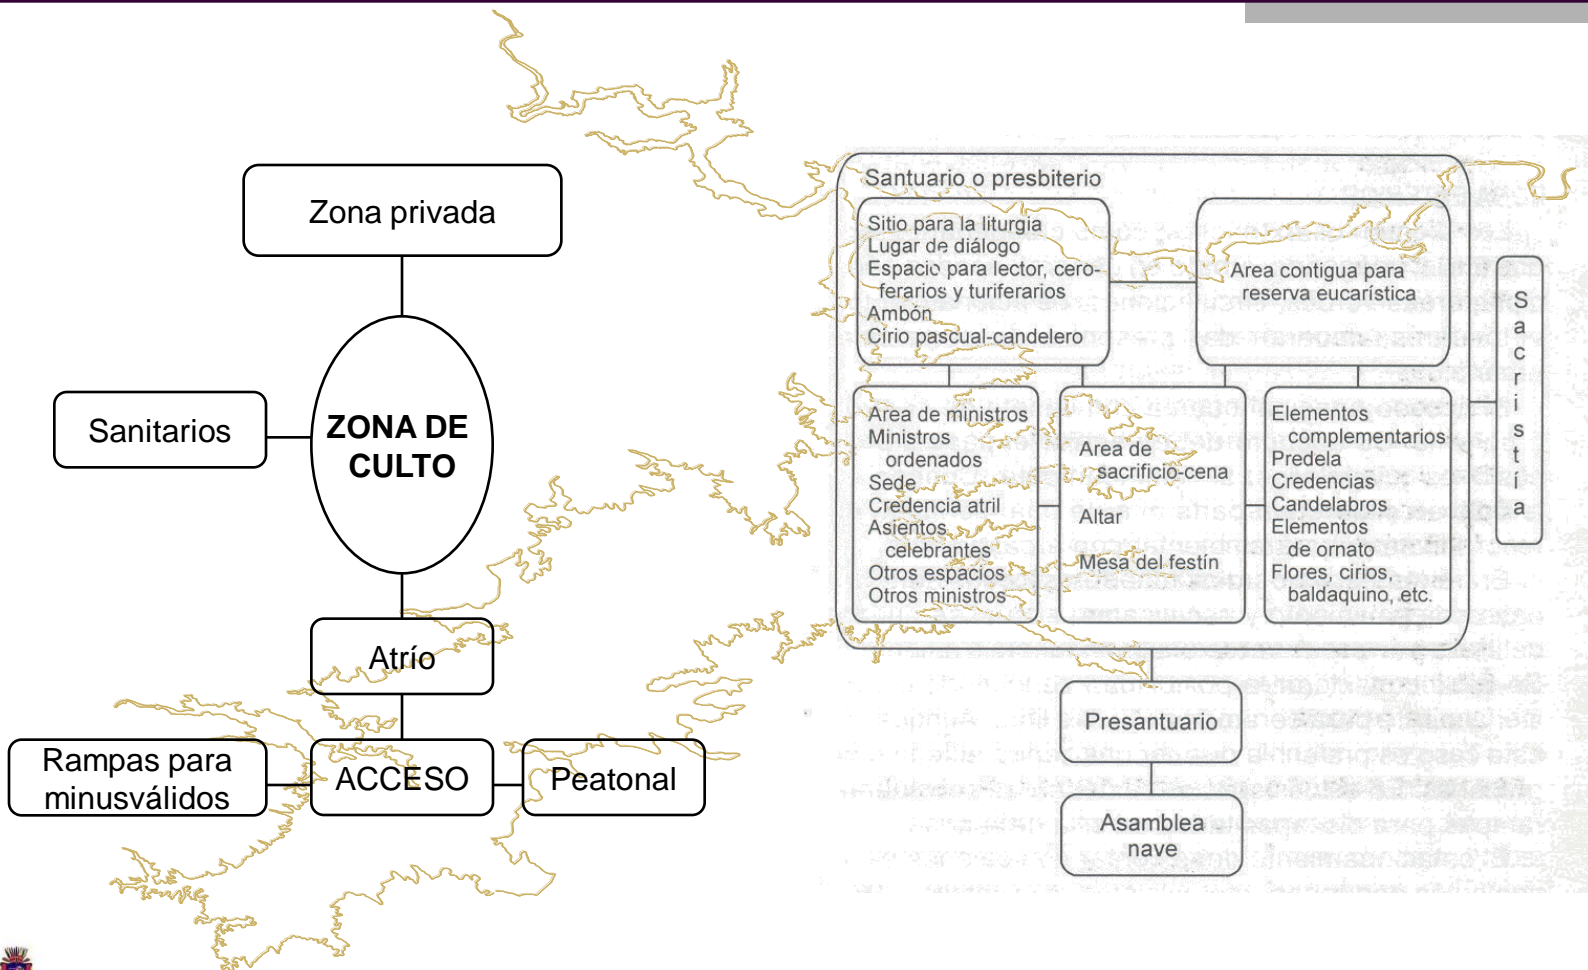 Zona privada
Sanitarios
ZONA DE
CULTO
Atrío
Rampas para
minusválidos
ACCESO
Peatonal
Santuario o presbiterio
Sitio para la liturgia
Lugar de diálogo
Espacio para lector, cero-
ferarios y turiferarios
Ambón
Cirio pascual-candelero
Area contigua para
reserva eucarística
Sacristía
Area de ministros
Ministros
ordenados
Sede
Credencia atril
Asientos
celebrantes
Otros espacios
Otros ministros
Area de
sacrificio-cena
Altar
Mesa del festín
Elementos
complementarios
Predela
Credencias
Candelabros
Elementos
de ornato
Flores, cirios,
baldaquino, etc.
Presantuario
Asamblea
nave